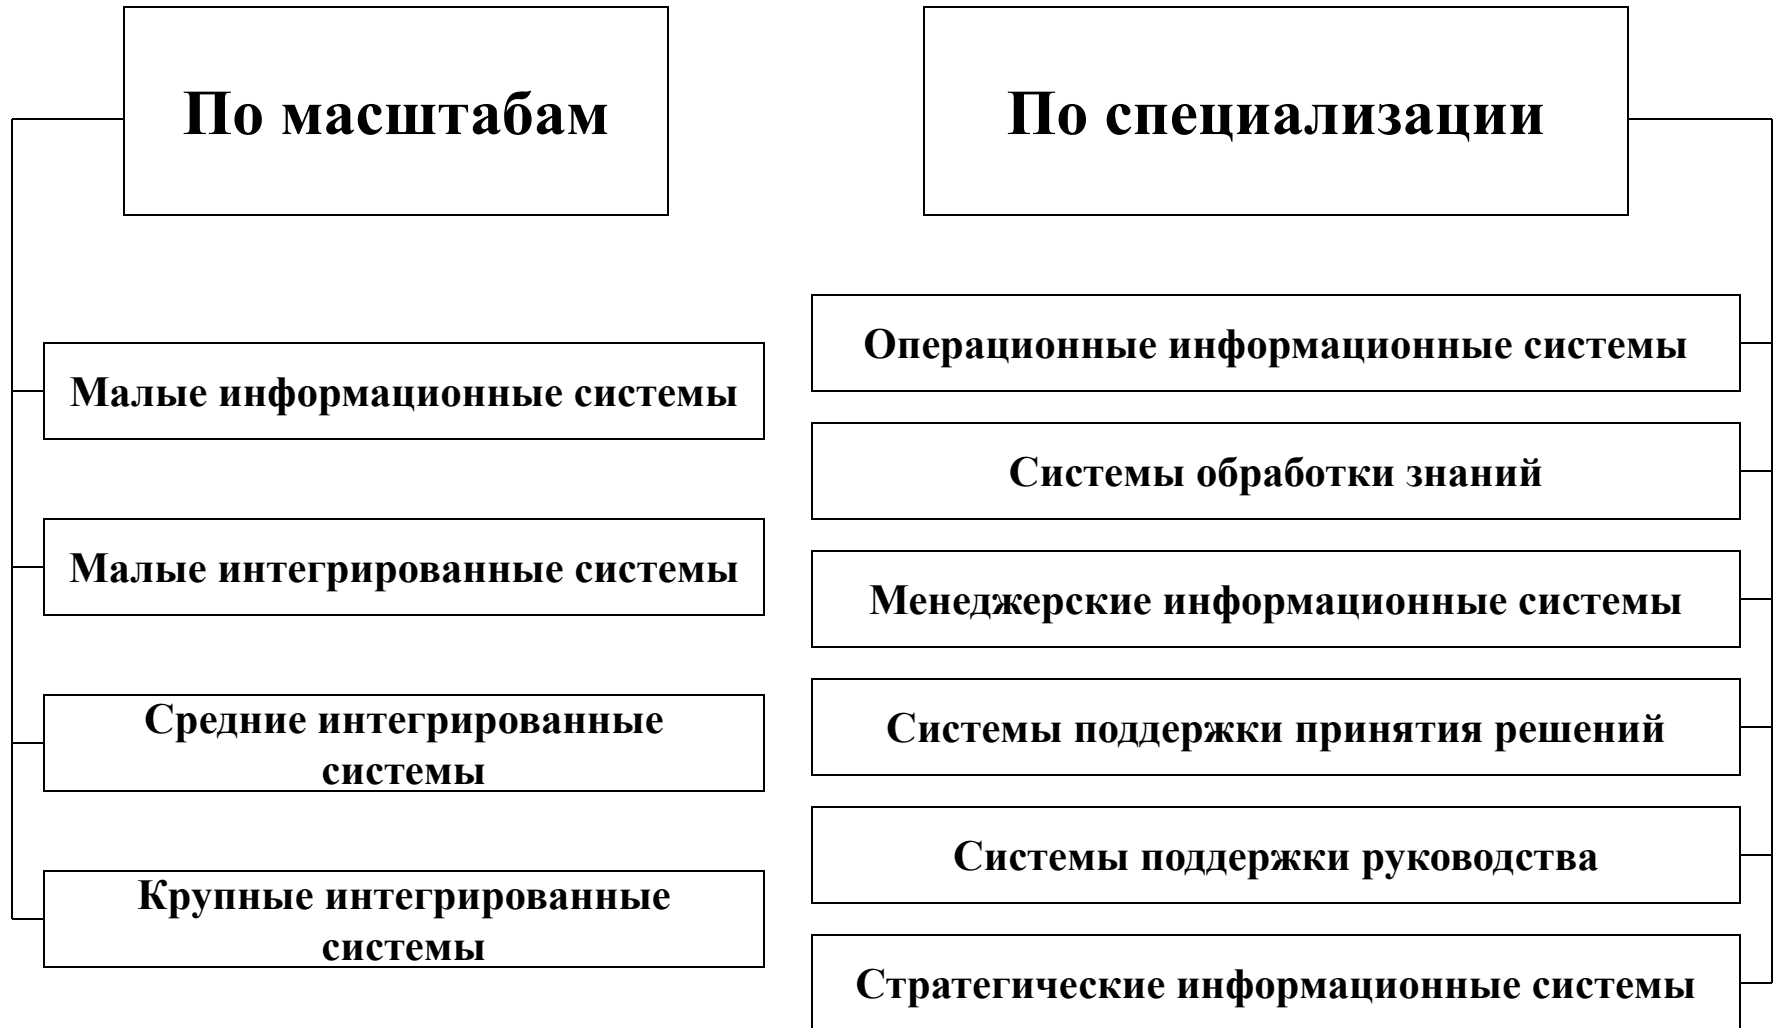 По масштабам
Малые информационные системы
Малые интегрированные системы
Средние интегрированные
системы
Крупные интегрированные
системы
По специализации
Операционные информационные системы
Системы обработки знаний
Менеджерские информационные системы
Системы поддержки принятия решений
Системы поддержки руководства
Стратегические информационные системы